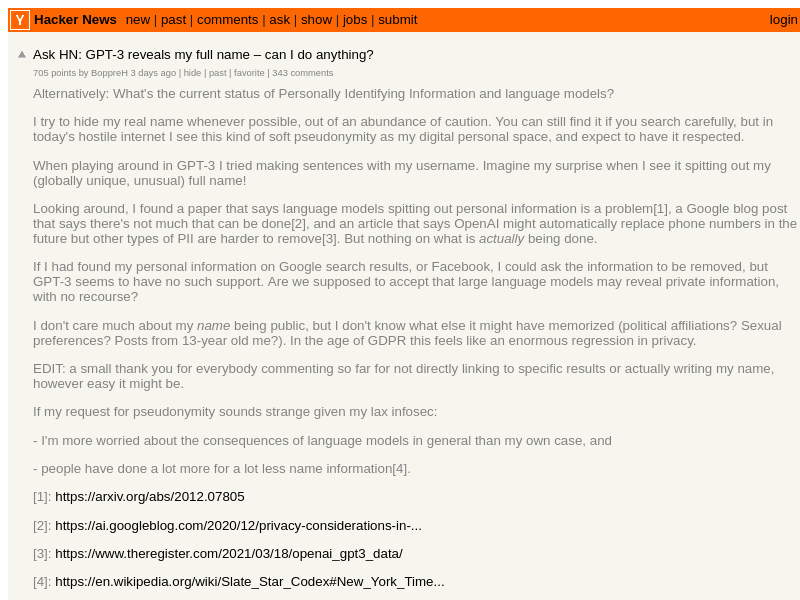 Y Hacker News new | past | comments | ask | show | jobs | submit login
Ask HN: GPT-3 reveals my full name – can I do anything?
705 points by BoppreH 3 days ago | hide | past | favorite | 343 comments
Alternatively: What's the current status of Personally Identifying Information and language models?
I try to hide my real name whenever possible, out of an abundance of caution. You can still find it if you search carefully, but in
today's hostile internet I see this kind of soft pseudonymity as my digital personal space, and expect to have it respected.
When playing around in GPT-3 I tried making sentences with my username. Imagine my surprise when I see it spitting out my
(globally unique, unusual) full name!
Looking around, I found a paper that says language models spitting out personal information is a problem[1], a Google blog post
that says there's not much that can be done[2], and an article that says OpenAI might automatically replace phone numbers in the
future but other types of PII are harder to remove[3]. But nothing on what is actually being done.
If I had found my personal information on Google search results, or Facebook, I could ask the information to be removed, but
GPT-3 seems to have no such support. Are we supposed to accept that large language models may reveal private information,
with no recourse?
I don't care much about my name being public, but I don't know what else it might have memorized (political affiliations? Sexual
preferences? Posts from 13-year old me?). In the age of GDPR this feels like an enormous regression in privacy.
EDIT: a small thank you for everybody commenting so far for not directly linking to specific results or actually writing my name,
however easy it might be.
If my request for pseudonymity sounds strange given my lax infosec:
- I'm more worried about the consequences of language models in general than my own case, and
- people have done a lot more for a lot less name information[4].
[1]: https://arxiv.org/abs/2012.07805
[2]: https://ai.googleblog.com/2020/12/privacy-considerations-in-...
[3]: https://www.theregister.com/2021/03/18/openai_gpt3_data/
[4]: https://en.wikipedia.org/wiki/Slate_Star_Codex#New_York_Time...